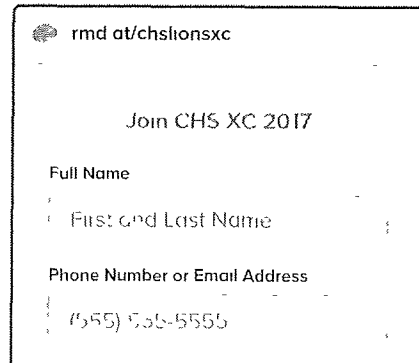 rmd at/chslionsxc
Join CHS XC 2017
Full Name
First and Last Name
Phone Number or Email Address
(555) 555-5555